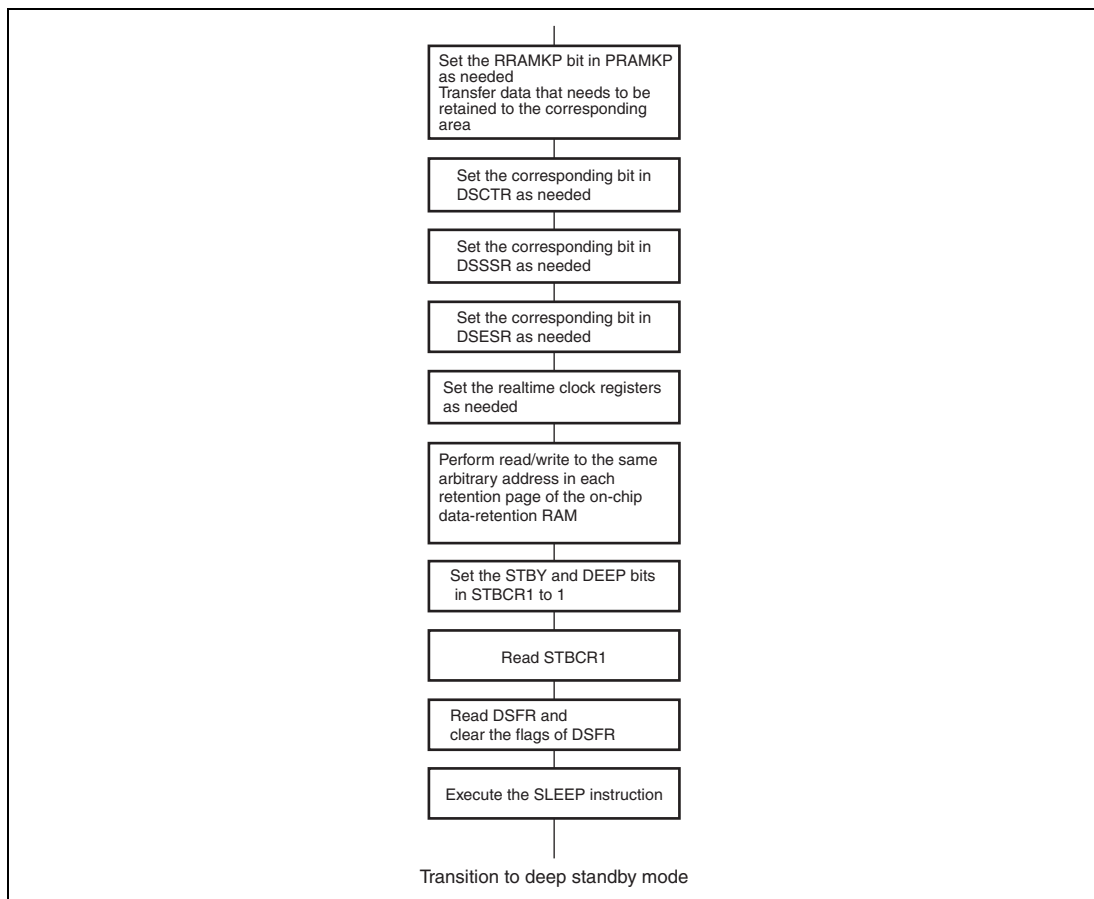 Set the RRAMKP bit in PRAMKP
as needed
Transfer data that needs to be
retained to the corresponding
area
Set the corresponding bit in
DSCTR as needed
Set the corresponding bit in
DSSSR as needed
Set the corresponding bit in
DSESR as needed
Set the realtime clock registers
as needed
Perform read/write to the same
arbitrary address in each
retention page of the on-chip
data-retention RAM
Set the STBY and DEEP bits
in STBCR1 to 1
Read STBCR1
Read DSFR and
clear the flags of DSFR
Execute the SLEEP instruction
Transition to deep standby mode